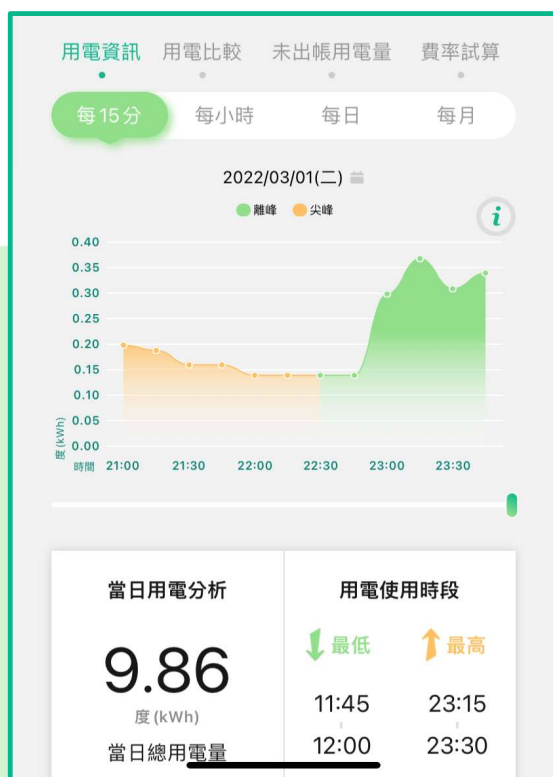 用電資訊 用電比較 未出帳用電量 費率試算
每15分 每小時 每日 每月
2022/03/01(二)
離峰 尖峰
i
0.40
0.35
0.30
0.25
0.20
0.15
0.10
0.05
0.00
度(kWh)
時間 21:00 21:30 22:00 22:30 23:00 23:30
當日用電分析
9.86
度(kWh)
當日總用電量
用電使用時段
最低 最高
11:45 23:15
12:00 23:30